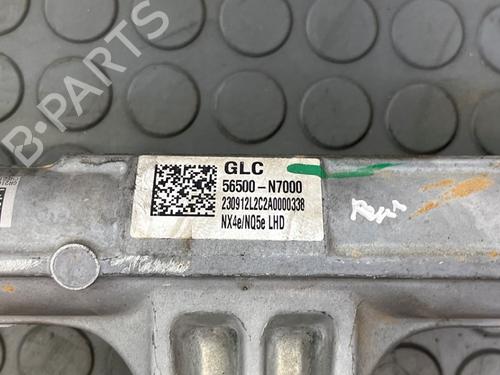 B-PARTS
GLC
56500-N7000
230912L2C2A0000338
NX4e/NQ5e LHD